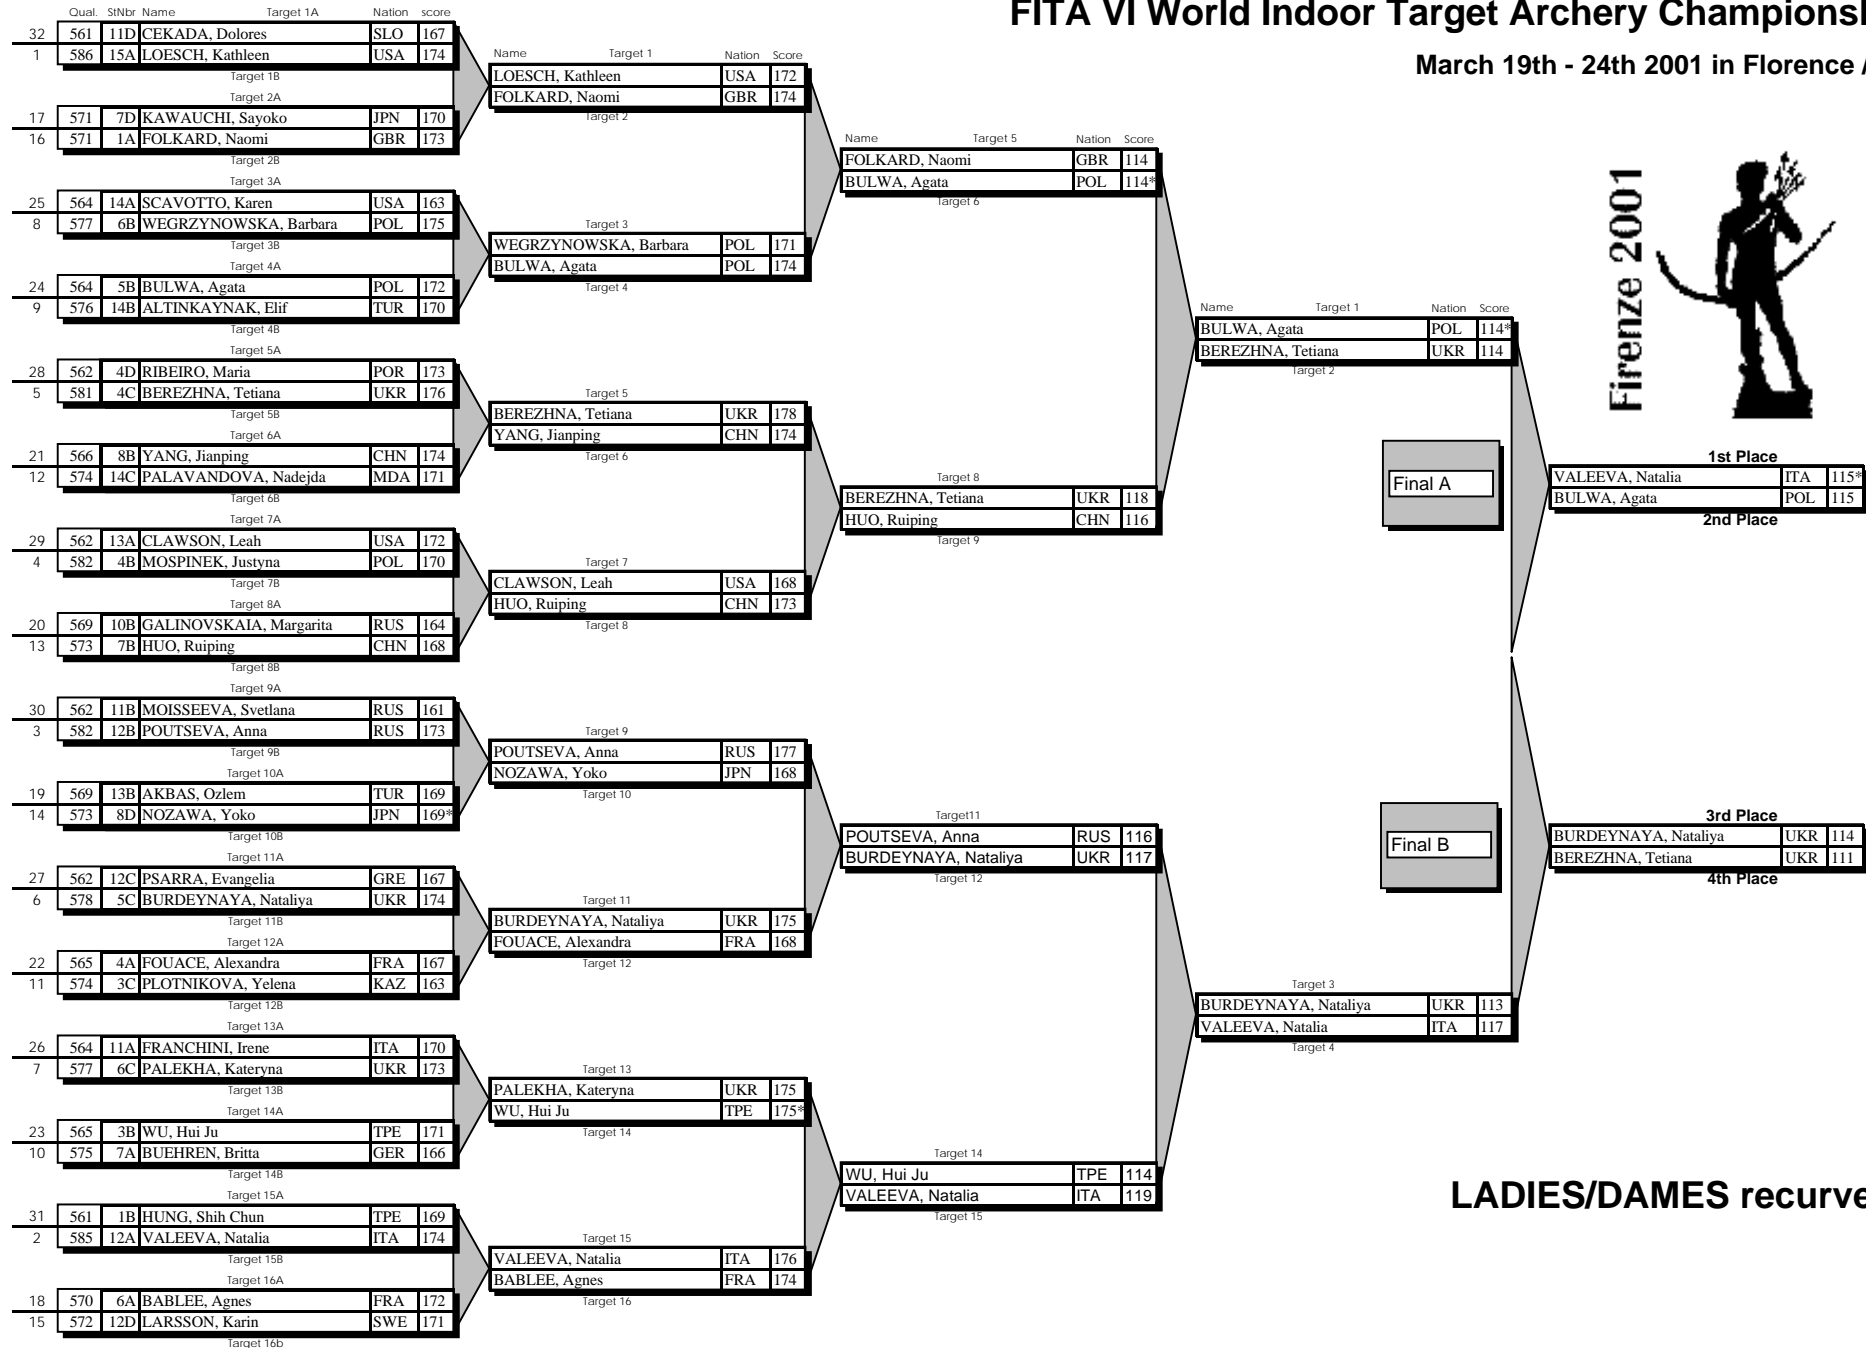 FITA VI World Indoor Target Archery Championsh
March 19th - 24th 2001 in Florence
Firenze 2001
Qual. StNbr Name Target 1A Nation score
32 561 11D CEKADA, Dolores SLO 167
1 586 15A LOESCH, Kathleen USA 174
Target 1B
Target 2A
17 571 7D KAWAUCHI, Sayoko JPN 170
16 571 1A FOLKARD, Naomi GBR 173
Target 2B
Target 3A
25 564 14A SCAVOTTO, Karen USA 163
8 577 6B WEGRZYNOWSKA, Barbara POL 175
Target 3B
Target 4A
24 564 5B BULWA, Agata POL 172
9 576 14B ALTINKAYNAK, Elif TUR 170
Target 4B
Target 5A
28 562 4D RIBEIRO, Maria POR 173
5 581 4C BEREZHNA, Tetiana UKR 176
Target 5B
Target 6A
21 566 8B YANG, Jianping CHN 174
12 574 14C PALAVANDOVA, Nadejda MDA 171
Target 6B
Target 7A
29 562 13A CLAWSON, Leah USA 172
4 582 4B MOSPINEK, Justyna POL 170
Target 7B
Target 8A
20 569 10B GALINOVSKAIA, Margarita RUS 164
13 573 7B HUO, Ruiping CHN 168
Target 8B
Target 9A
30 562 11B MOISSEEVA, Svetlana RUS 161
3 582 12B POUTSEVA, Anna RUS 173
Target 9B
Target 10A
19 569 13B AKBAS, Ozlem TUR 169
14 573 8D NOZAWA, Yoko JPN 169*
Target 10B
Target 11A
27 562 12C PSARRA, Evangelia GRE 167
6 578 5C BURDEYNAYA, Nataliya UKR 174
Target 11B
Target 12A
22 565 4A FOUACE, Alexandra FRA 167
11 574 3C PLOTNIKOVA, Yelena KAZ 163
Target 12B
Target 13A
26 564 11A FRANCHINI, Irene ITA 170
7 577 6C PALEKHA, Kateryna UKR 173
Target 13B
Target 14A
23 565 3B WU, Hui Ju TPE 171
10 575 7A BUEHREN, Britta GER 166
Target 14B
Target 15A
31 561 1B HUNG, Shih Chun TPE 169
2 585 12A VALEEVA, Natalia ITA 174
Target 15B
Target 16A
18 570 6A BABLEE, Agnes FRA 172
15 572 12D LARSSON, Karin SWE 171
Target 16b
Name Target 1 Nation Score
LOESCH, Kathleen USA 172
FOLKARD, Naomi GBR 174
Target 2
Target 3
WEGRZYNOWSKA, Barbara POL 171
BULWA, Agata POL 174
Target 4
Target 5
BEREZHNA, Tetiana UKR 178
YANG, Jianping CHN 174
Target 6
Target 7
CLAWSON, Leah USA 168
HUO, Ruiping CHN 173
Target 8
Target 9
POUTSEVA, Anna RUS 177
NOZAWA, Yoko JPN 168
Target 10
Target 11
BURDEYNAYA, Nataliya UKR 175
FOUACE, Alexandra FRA 168
Target 12
Target 13
PALEKHA, Kateryna UKR 175
WU, Hui Ju TPE 175*
Target 14
Target 15
VALEEVA, Natalia ITA 176
BABLEE, Agnes FRA 174
Target 16
Name Target 5 Nation Score
FOLKARD, Naomi GBR 114
BULWA, Agata POL 114*
Target 6
Target 8
BEREZHNA, Tetiana UKR 118
HUO, Ruiping CHN 116
Target 9
Target11
POUTSEVA, Anna RUS 116
BURDEYNAYA, Nataliya UKR 117
Target 12
Target 14
WU, Hui Ju TPE 114
VALEEVA, Natalia ITA 119
Target 15
Name Target 1 Nation Score
BULWA, Agata POL 114*
BEREZHNA, Tetiana UKR 114
Target 2
Target 3
BURDEYNAYA, Nataliya UKR 113
VALEEVA, Natalia ITA 117
Target 4
Final A
1st Place
VALEEVA, Natalia ITA 115*
BULWA, Agata POL 115
2nd Place
Final B
3rd Place
BURDEYNAYA, Nataliya UKR 114
BEREZHNA, Tetiana UKR 111
4th Place
LADIES/DAMES recurve